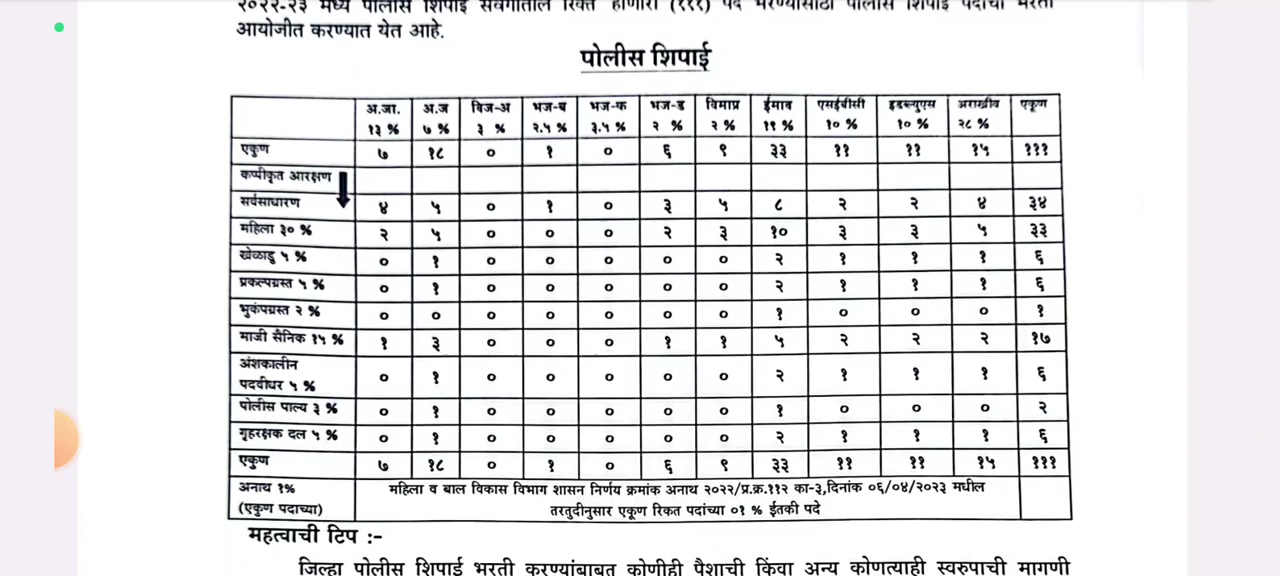 २०२२-२३ मध्ये पोलीस शिपाई संवर्गातील रिक्त होणारी (१११) पदे भरण्यासाठी पोलीस शिपाई पदाची भरती
आयोजीत करण्यात येत आहे.
पोलीस शिपाई
अ.जा. अ.ज विज-अ भज-ब भज-क भज-ड विमाप्र ईमाव एसईबीसी इडब्ल्युएस अराखीव एकूण
१३ % ७ % ३ % २.५ % ३.५ % २ % २ % १९ % १० % १० % २८ %
एकुण ७ १८ ० १ ० ६ ९ ३३ ११ ११ १५ १११
कप्पीकृत आरक्षण
सर्वसाधारण ४ ५ ० १ ० ३ ५ ८ २ २ ४ ३४
महिला ३० % २ ५ ० ० ० २ ३ १० ३ ३ ५ ३३
खेळाडु ५ % ० १ ० ० ० ० ० २ १ १ १ ६
प्रकल्पग्रस्त ५ % ० १ ० ० ० ० ० २ १ १ १ ६
भुकंपग्रस्त २ % ० ० ० ० ० ० ० १ ० ० ० १
माजी सैनिक १५ % १ ३ ० ० ० १ १ ५ २ २ २ १७
अंशकालीन
पदवीधर ५ % ० १ ० ० ० ० ० २ १ १ १ ६
पोलीस पाल्य ३ % ० १ ० ० ० ० ० १ ० ० ० २
गृहरक्षक दल ५ % ० १ ० ० ० ० ० २ १ १ १ ६
एकुण ७ १८ ० १ ० ६ ९ ३३ ११ ११ १५ १११
अनाथ १% महिला व बाल विकास विभाग शासन निर्णय क्रमांक अनाथ २०२२/प्र.क्र.११२ का-३,दिनांक ०६/०४/२०२३ मधील
(एकुण पदाच्या) तरतुदीनुसार एकूण रिकत पदांच्या ०१ % ईतकी पदे
महत्वाची टिप :-
जिल्हा पोलीस शिपाई भरती करण्यांबाबत कोणीही पैशाची किंवा अन्य कोणत्याही स्वरुपाची मागणी